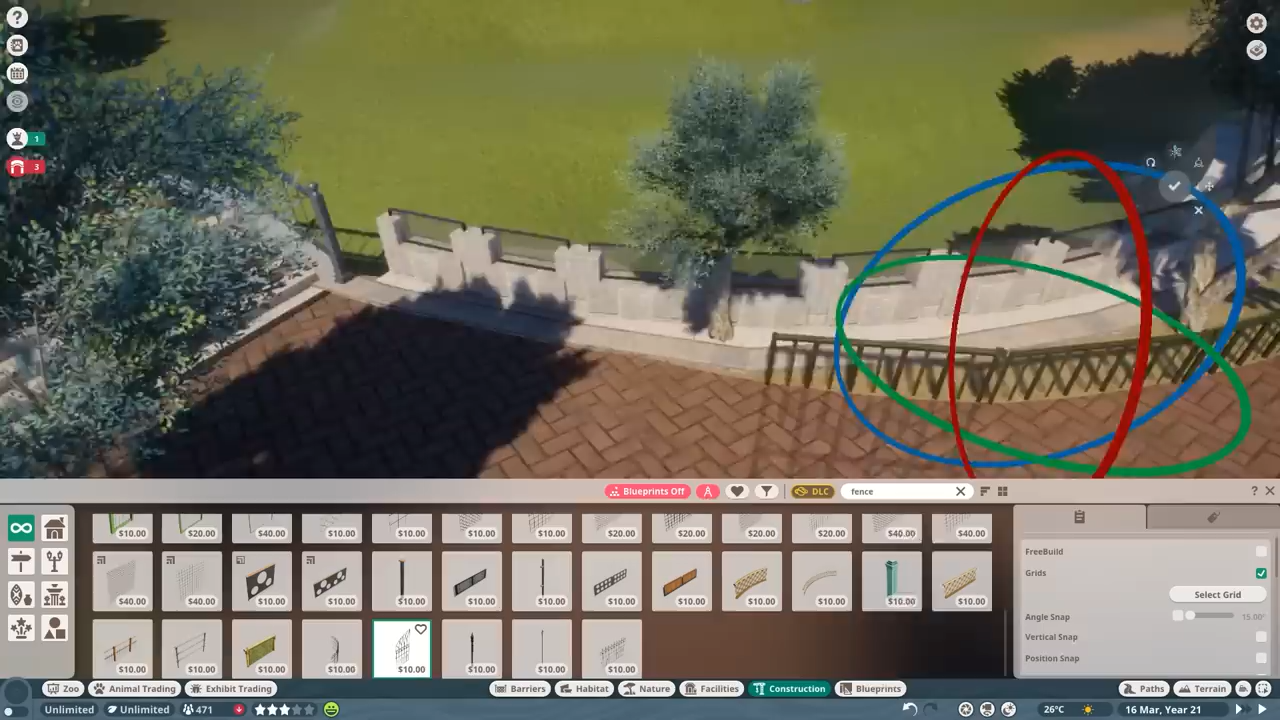 ?
1
3
Blueprints Off
DLC
fence
?
$10.00 $20.00 $40.00 $10.00 $10.00 $10.00 $10.00 $20.00 $20.00 $20.00 $20.00 $40.00 $40.00
$40.00 $40.00 $10.00 $10.00 $10.00 $10.00 $10.00 $10.00 $10.00 $10.00 $10.00 $10.00 $10.00
$10.00 $10.00 $10.00 $10.00 $10.00 $10.00 $10.00 $10.00
FreeBuild
Grids
Select Grid
Angle Snap 15.00°
Vertical Snap
Position Snap
Zoo Animal Trading Exhibit Trading Barriers Habitat Nature Facilities Construction Blueprints Paths Terrain
Unlimited Unlimited 471 26°C 16 Mar, Year 21